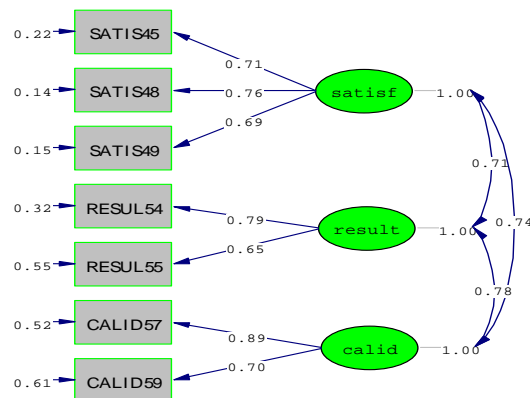 0.22 SATIS45
0.71
0.14 SATIS48 0.76 satisf 1.00
0.15 SATIS49 0.69
0.71
0.32 RESUL54
0.79
result 1.00 0.74
0.65
0.55 RESUL55
0.78
0.52 CALID57
0.89
calid 1.00
0.70
0.61 CALID59